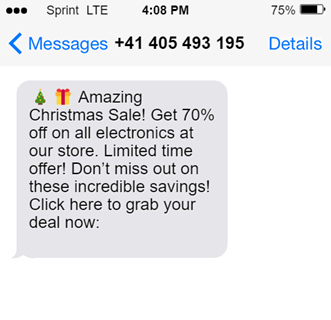 Sprint LTE 4:08 PM 75%
Messages +41 405 493 195 Details
🎄 🎁 Amazing
Christmas Sale! Get 70%
off on all electronics at
our store. Limited time
offer! Don’t miss out on
these incredible savings!
Click here to grab your
deal now: